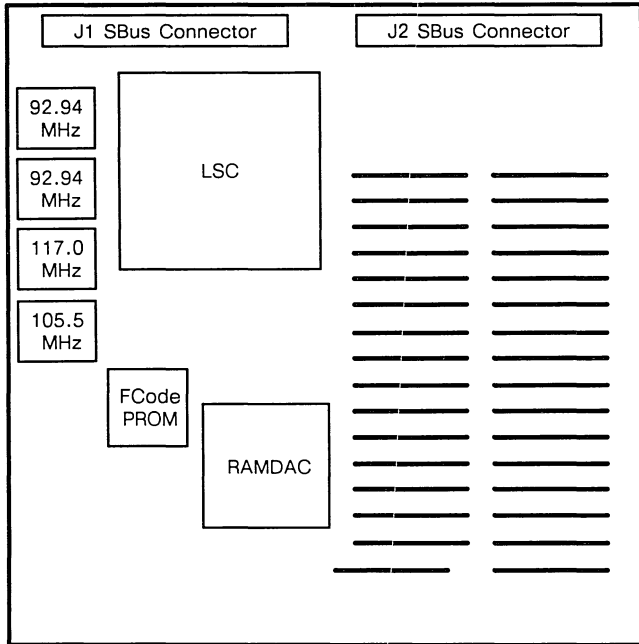 J1 SBus Connector
J2 SBus Connector
92.94
MHz
92.94
MHz
117.0
MHz
105.5
MHz
LSC
FCode
PROM
RAMDAC